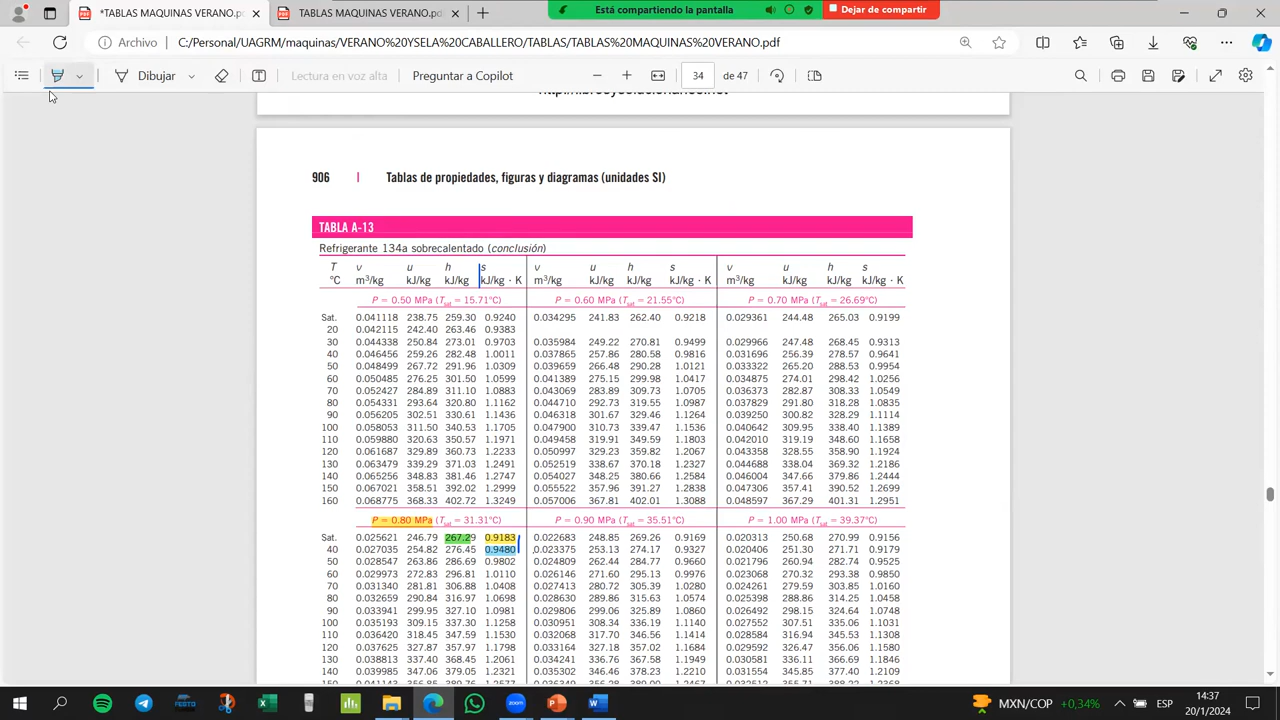 *TABLAS MAQUINAS VERANO.pd
TABLAS MAQUINAS VERANO.pd
Está compartiendo la pantalla
Dejar de compartir
Archivo
C:/Personal/UAGRM/maquinas/VERANO%20YSELA%20CABALLERO/TABLAS/TABLAS%20MAQUINAS%20VERANO.pdf
Dibujar
Lectura en voz alta
Preguntar a Copilot
34 de 47
906 | Tablas de propiedades, figuras y diagramas (unidades SI)
TABLA A-13
Refrigerante 134a sobrecalentado (conclusión)
T v u h s v u h s v u h s
°C m³/kg kJ/kg kJ/kg kJ/kg · K m³/kg kJ/kg kJ/kg kJ/kg · K m³/kg kJ/kg kJ/kg kJ/kg · K
P = 0.50 MPa (Tsat = 15.71°C) P = 0.60 MPa (Tsat = 21.55°C) P = 0.70 MPa (Tsat = 26.69°C)
Sat. 0.041118 238.75 259.30 0.9240 0.034295 241.83 262.40 0.9218 0.029361 244.48 265.03 0.9199
20 0.042115 242.40 263.46 0.9383
30 0.044338 250.84 273.01 0.9703 0.035984 249.22 270.81 0.9499 0.029966 247.48 268.45 0.9313
40 0.046456 259.26 282.48 1.0011 0.037865 257.86 280.58 0.9816 0.031696 256.39 278.57 0.9641
50 0.048499 267.72 291.96 1.0309 0.039659 266.48 290.28 1.0121 0.033322 265.20 288.53 0.9954
60 0.050485 276.25 301.50 1.0599 0.041389 275.15 299.98 1.0417 0.034875 274.01 298.42 1.0256
70 0.052427 284.89 311.10 1.0883 0.043069 283.89 309.73 1.0705 0.036373 282.87 308.33 1.0549
80 0.054331 293.64 320.80 1.1162 0.044710 292.73 319.55 1.0987 0.037829 291.80 318.28 1.0835
90 0.056205 302.51 330.61 1.1436 0.046318 301.67 329.46 1.1264 0.039250 300.82 328.29 1.1114
100 0.058053 311.50 340.53 1.1705 0.047900 310.73 339.47 1.1536 0.040642 309.95 338.40 1.1389
110 0.059880 320.63 350.57 1.1971 0.049458 319.91 349.59 1.1803 0.042010 319.19 348.60 1.1658
120 0.061687 329.89 360.73 1.2233 0.050997 329.23 359.82 1.2067 0.043358 328.55 358.90 1.1924
130 0.063479 339.29 371.03 1.2491 0.052519 338.67 370.18 1.2327 0.044688 338.04 369.32 1.2186
140 0.065256 348.83 381.46 1.2747 0.054027 348.25 380.66 1.2584 0.046004 347.66 379.86 1.2444
150 0.067021 358.51 392.02 1.2999 0.055522 357.96 391.27 1.2838 0.047306 357.41 390.52 1.2699
160 0.068775 368.33 402.72 1.3249 0.057006 367.81 402.01 1.3088 0.048597 367.29 401.31 1.2951
P = 0.80 MPa (Tsat = 31.31°C) P = 0.90 MPa (Tsat = 35.51°C) P = 1.00 MPa (Tsat = 39.37°C)
Sat. 0.025621 246.79 267.29 0.9183 0.022683 248.85 269.26 0.9169 0.020313 250.68 270.99 0.9156
40 0.027035 254.82 276.45 0.9480 0.023375 253.13 274.17 0.9327 0.020406 251.30 271.71 0.9179
50 0.028547 263.86 286.69 0.9802 0.024809 262.44 284.77 0.9660 0.021796 260.94 282.74 0.9525
60 0.029973 272.83 296.81 1.0110 0.026146 271.60 295.13 0.9976 0.023068 270.32 293.38 0.9850
70 0.031340 281.81 306.88 1.0408 0.027413 280.72 305.39 1.0280 0.024261 279.59 303.85 1.0160
80 0.032659 290.84 316.97 1.0698 0.028630 289.86 315.63 1.0574 0.025398 288.86 314.25 1.0458
90 0.033941 299.95 327.10 1.0981 0.029806 299.06 325.89 1.0860 0.026492 298.15 324.64 1.0748
100 0.035193 309.15 337.30 1.1258 0.030951 308.34 336.19 1.1140 0.027552 307.51 335.06 1.1031
110 0.036420 318.45 347.59 1.1530 0.032068 317.70 346.56 1.1414 0.028584 316.94 345.53 1.1308
120 0.037625 327.87 357.97 1.1798 0.033164 327.18 357.02 1.1684 0.029592 326.47 356.06 1.1580
130 0.038813 337.40 368.45 1.2061 0.034241 336.76 367.58 1.1949 0.030581 336.11 366.69 1.1846
140 0.039985 347.06 379.05 1.2321 0.035302 346.46 378.23 1.2210 0.031554 345.85 377.40 1.2109
MXN/COP +0,34%
ESP
14:37
20/1/2024